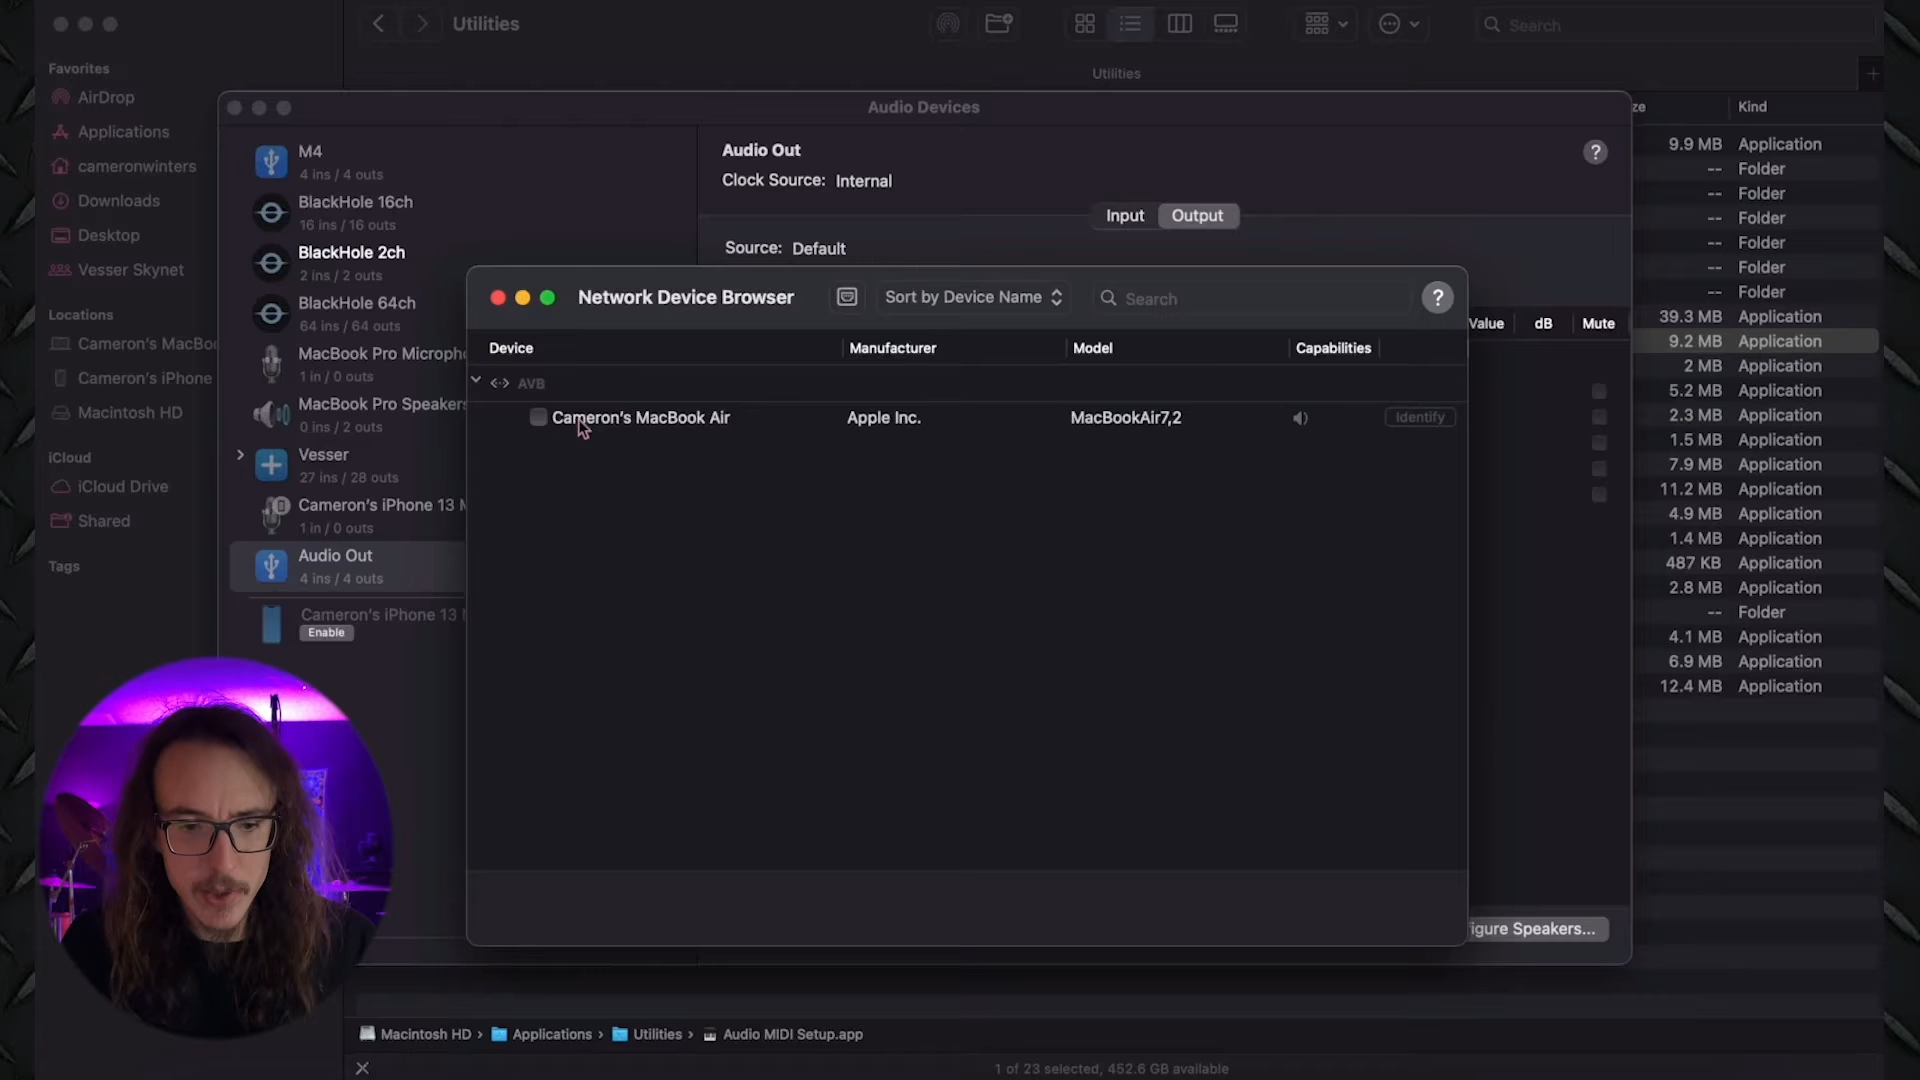 Utilities
Search
Utilities
Favorites
AirDrop
Applications
cameronwinters
Downloads
Desktop
Vesser Skynet
Locations
Cameron's MacBo
Cameron's iPhone
Macintosh HD
iCloud
iCloud Drive
Shared
Tags
Audio Devices
M4
4 ins / 4 outs
BlackHole 16ch
16 ins / 16 outs
BlackHole 2ch
2 ins / 2 outs
BlackHole 64ch
64 ins / 64 outs
MacBook Pro Microph
1 in / 0 outs
MacBook Pro Speakers
0 ins / 2 outs
Vesser
27 ins / 28 outs
Cameron's iPhone 13 M
1 in / 0 outs
Audio Out
4 ins / 4 outs
Cameron's iPhone 13
Enable
Audio Out
Clock Source: Internal
?
Input Output
Source: Default
Value dB Mute
igure Speakers...
Network Device Browser
Sort by Device Name
Search
?
Device Manufacturer Model Capabilities
AVB
Cameron's MacBook Air Apple Inc. MacBookAir7,2 Identify
ze Kind
9.9 MB Application
-- Folder
-- Folder
-- Folder
-- Folder
-- Folder
-- Folder
39.3 MB Application
9.2 MB Application
2 MB Application
5.2 MB Application
2.3 MB Application
1.5 MB Application
7.9 MB Application
11.2 MB Application
4.9 MB Application
1.4 MB Application
487 KB Application
2.8 MB Application
-- Folder
4.1 MB Application
6.9 MB Application
12.4 MB Application
Macintosh HD › Applications › Utilities › Audio MIDI Setup.app
1 of 23 selected, 452.6 GB available